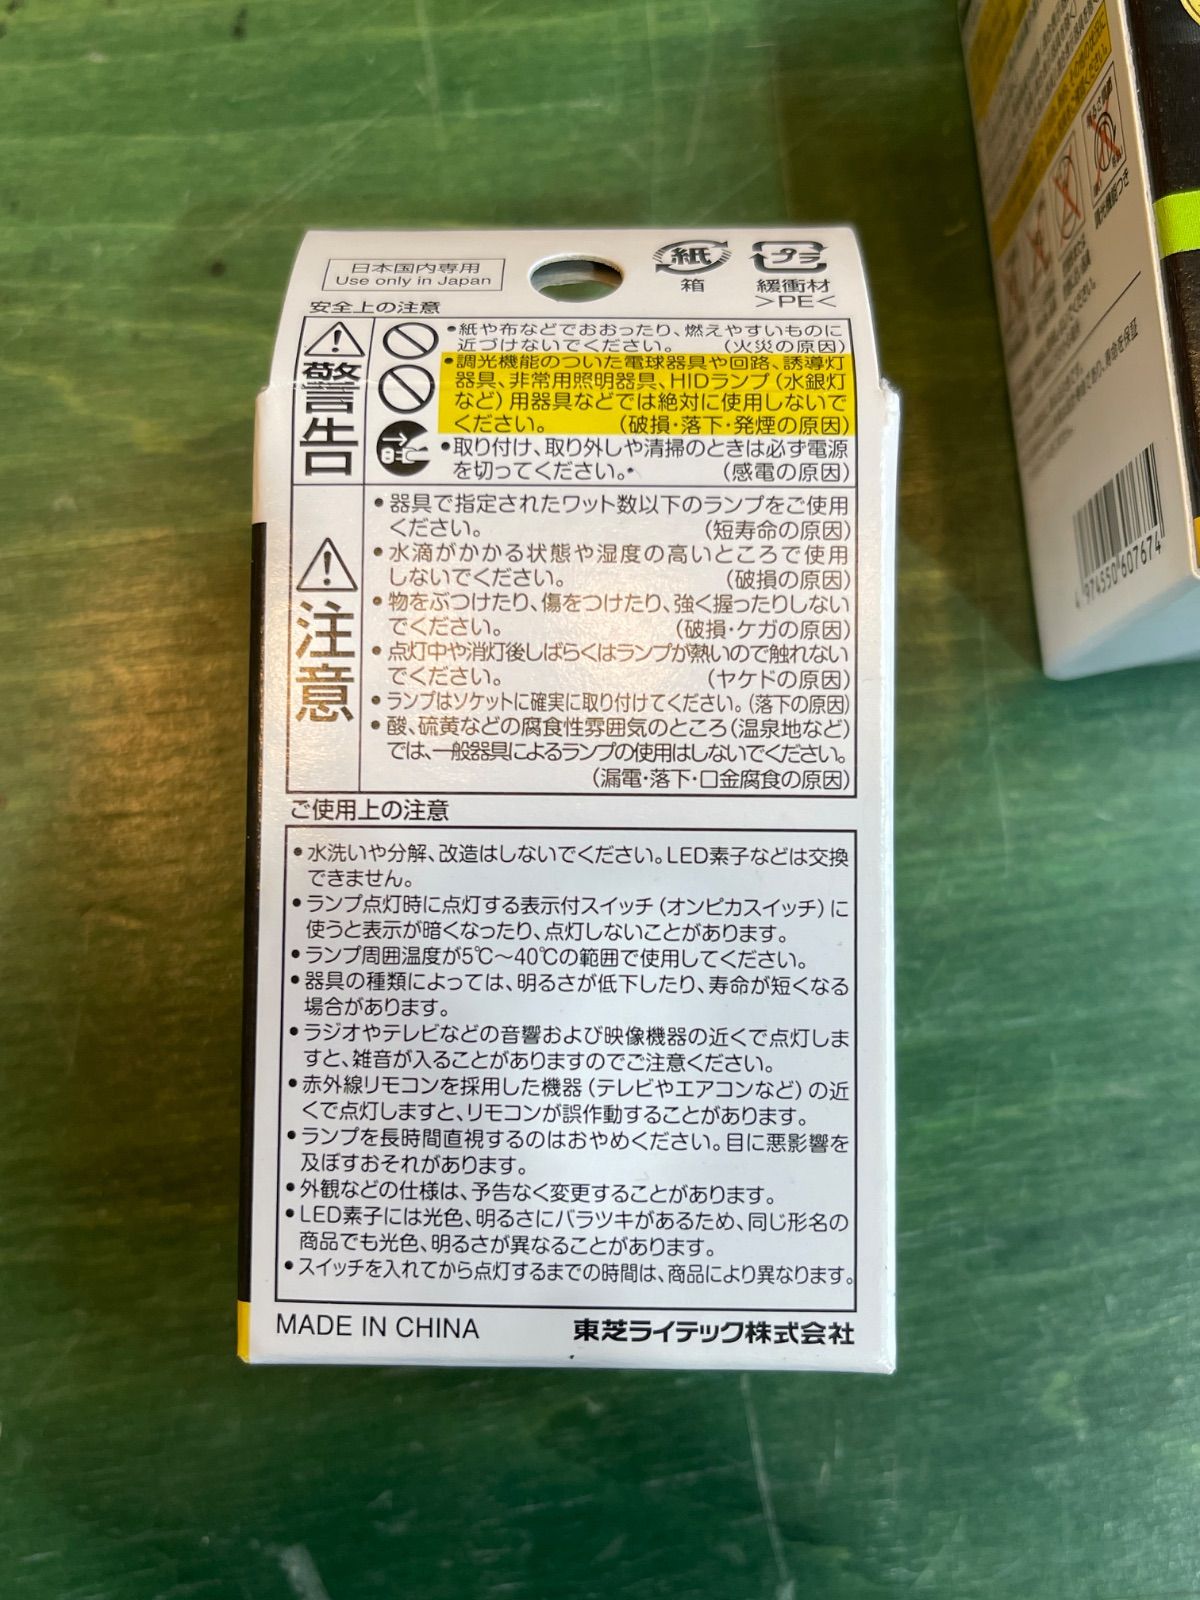 日本国内専用
Use only in Japan
紙
箱
プラ
緩衝材
>PE<
安全上の注意
警告
•紙や布などでおおったり、燃えやすいものに
近づけないでください。 (火災の原因)
•調光機能のついた電球器具や回路、誘導灯
器具、非常用照明器具、HIDランプ(水銀灯
など)用器具などでは絶対に使用しないで
ください。 (破損・落下・発煙の原因)
•取り付け、取り外しや清掃のときは必ず電源
を切ってください。 (感電の原因)
注意
•器具で指定されたワット数以下のランプをご使用
ください。 (短寿命の原因)
•水滴がかかる状態や湿度の高いところで使用
しないでください。 (破損の原因)
•物をぶつけたり、傷をつけたり、強く握ったりしない
でください。 (破損・ケガの原因)
•点灯中や消灯後しばらくはランプが熱いので触れない
でください。 (ヤケドの原因)
•ランプはソケットに確実に取り付けてください。(落下の原因)
•酸、硫黄などの腐食性雰囲気のところ(温泉地など)
では、一般器具によるランプの使用はしないでください。
(漏電・落下・口金腐食の原因)
ご使用上の注意
•水洗いや分解、改造はしないでください。LED素子などは交換
できません。
•ランプ点灯時に点灯する表示付スイッチ(オンピカスイッチ)に
使うと表示が暗くなったり、点灯しないことがあります。
•ランプ周囲温度が5℃〜40℃の範囲で使用してください。
•器具の種類によっては、明るさが低下したり、寿命が短くなる
場合があります。
•ラジオやテレビなどの音響および映像機器の近くで点灯しま
すと、雑音が入ることがありますのでご注意ください。
•赤外線リモコンを採用した機器(テレビやエアコンなど)の近
くで点灯しますと、リモコンが誤作動することがあります。
•ランプを長時間直視するのはおやめください。目に悪影響を
及ぼすおそれがあります。
•外観などの仕様は、予告なく変更することがあります。
•LED素子には光色、明るさにバラツキがあるため、同じ形名の
商品でも光色、明るさが異なることがあります。
•スイッチを入れてから点灯するまでの時間は、商品により異なります。
MADE IN CHINA
東芝ライテック株式会社
調光機能つき
4 974550 607674